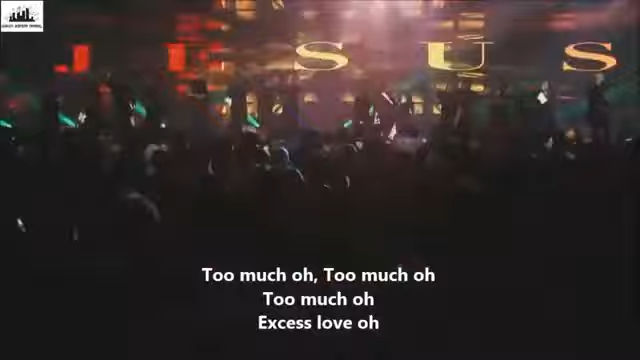 J E S U S
Too much oh, Too much oh
Too much oh
Excess love oh